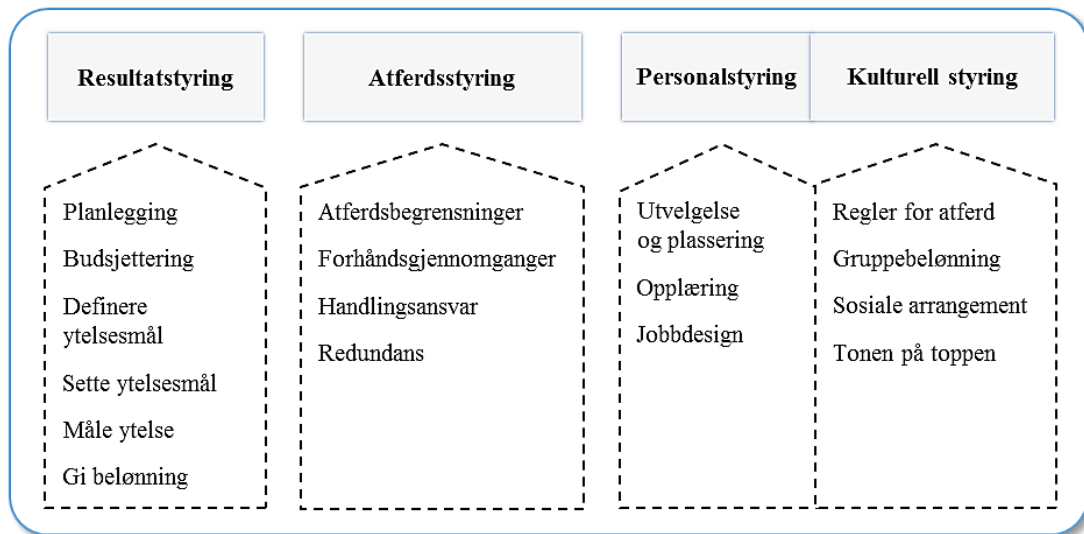 Resultatstyring
Planlegging
Budsjettering
Definere
ytelsesmål
Sette ytelsesmål
Måle ytelse
Gi belønning
Atferdsstyring
Atferdsbegrensninger
Forhåndsgjennomganger
Handlingsansvar
Redundans
Personalstyring
Utvelgelse
og plassering
Opplæring
Jobbdesign
Kulturell styring
Regler for atferd
Gruppebelønning
Sosiale arrangement
Tonen på toppen